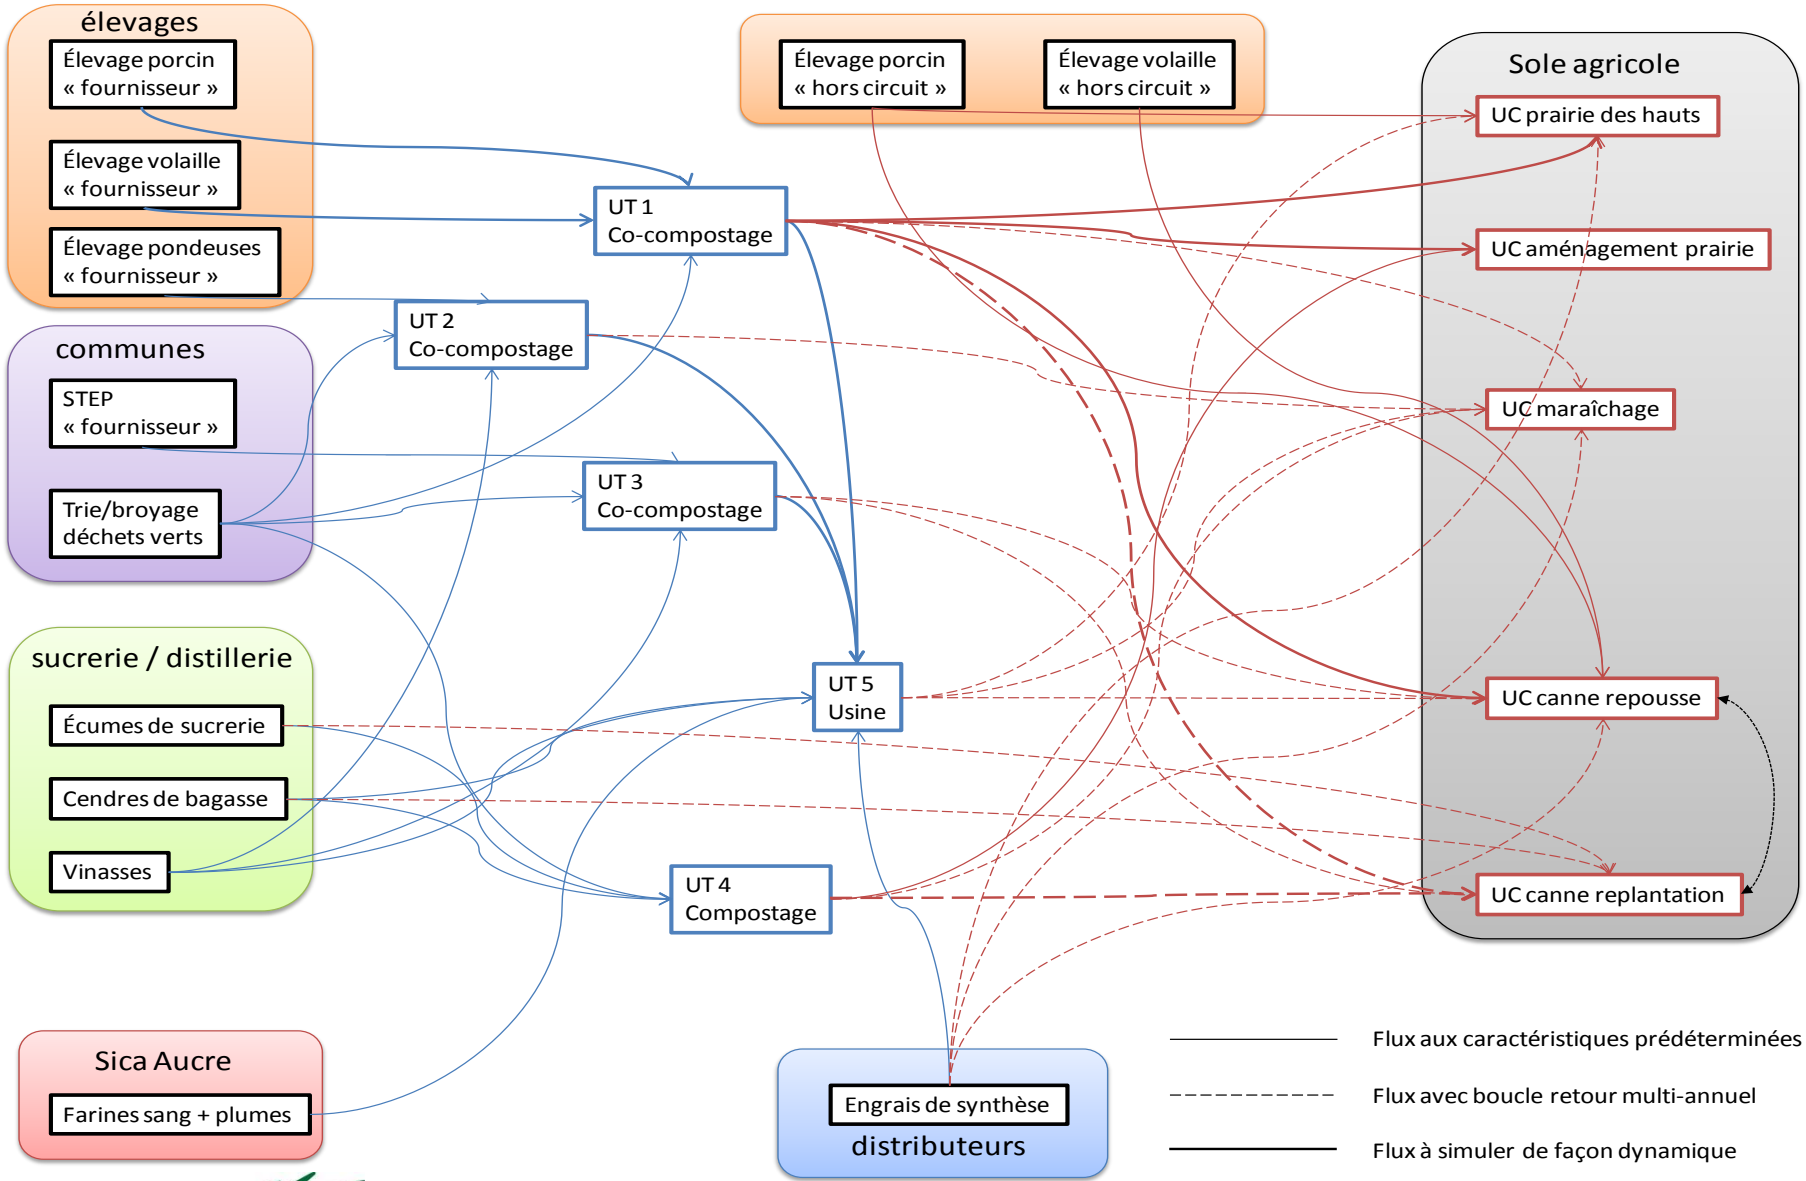 élevages
Élevage porcin
« fournisseur »
Élevage volaille
« fournisseur »
Élevage pondeuses
« fournisseur »
communes
STEP
« fournisseur »
Trie/broyage
déchets verts
sucrerie / distillerie
Écumes de sucrerie
Cendres de bagasse
Vinasses
Sica Aucre
Farines sang + plumes
Élevage porcin
« hors circuit »
Élevage volaille
« hors circuit »
UT 1
Co-compostage
UT 2
Co-compostage
UT 3
Co-compostage
UT 5
Usine
UT 4
Compostage
Engrais de synthèse
distributeurs
Sole agricole
UC prairie des hauts
UC aménagement prairie
UC maraîchage
UC canne repousse
UC canne replantation
Flux aux caractéristiques prédéterminées
Flux avec boucle retour multi-annuel
Flux à simuler de façon dynamique